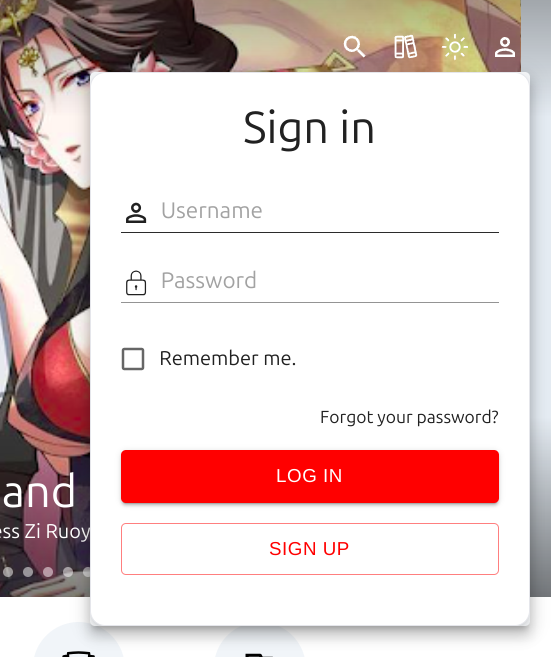 Sign in
Username
Password
Remember me.
Forgot your password?
LOG IN
SIGN UP
and
ess Zi Ruoy